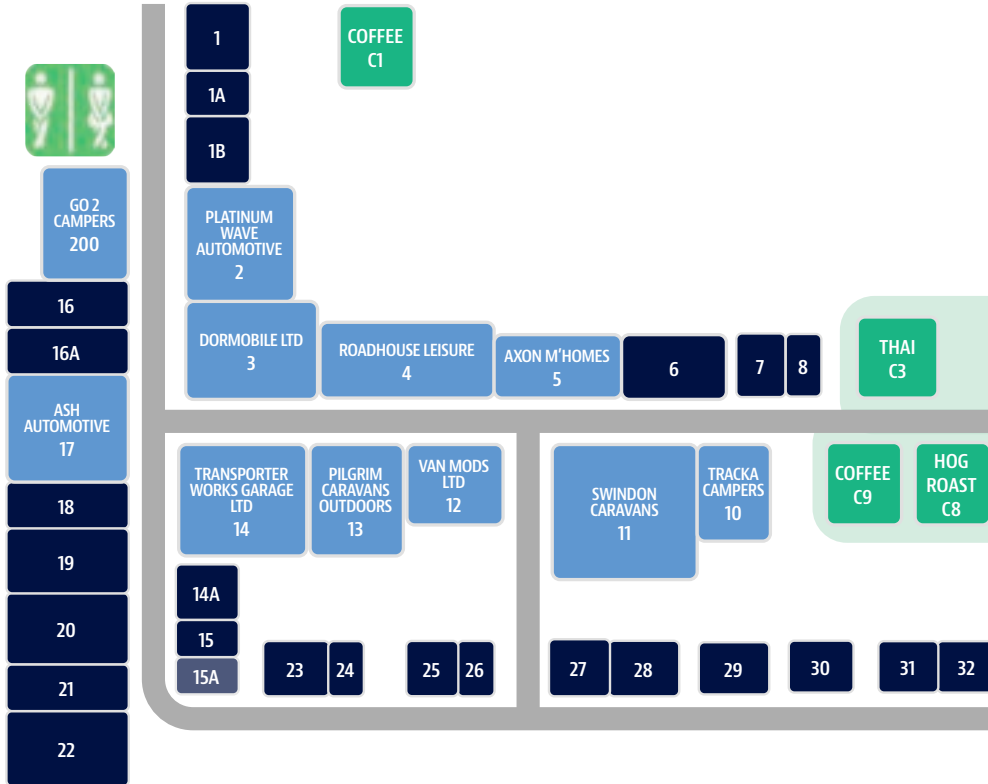 1
COFFEE
C1
1A
1B
GO 2
CAMPERS
200
PLATINUM
WAVE
AUTOMOTIVE
2
16
16A
DORMOBILE LTD
3
ROADHOUSE LEISURE
4
AXON M'HOMES
5
6
7
8
THAI
C3
ASH
AUTOMOTIVE
17
18
19
20
21
22
TRANSPORTER
WORKS GARAGE
LTD
14
PILGRIM
CARAVANS
OUTDOORS
13
VAN MODS
LTD
12
SWINDON
CARAVANS
11
TRACKA
CAMPERS
10
COFFEE
C9
HOG
ROAST
C8
14A
15
15A
23
24
25
26
27
28
29
30
31
32